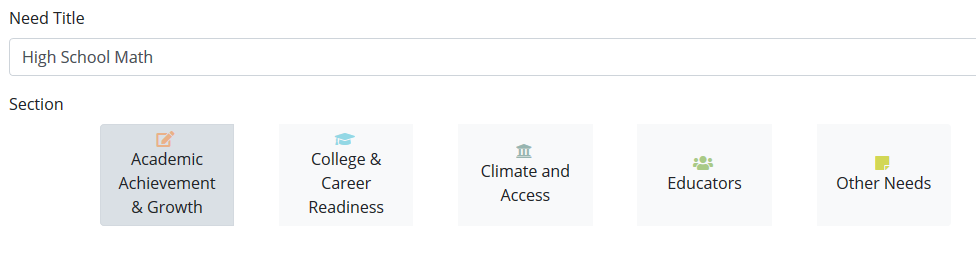 Need Title
High School Math
Section
Academic
Achievement
& Growth
College &
Career
Readiness
Climate and
Access
Educators
Other Needs